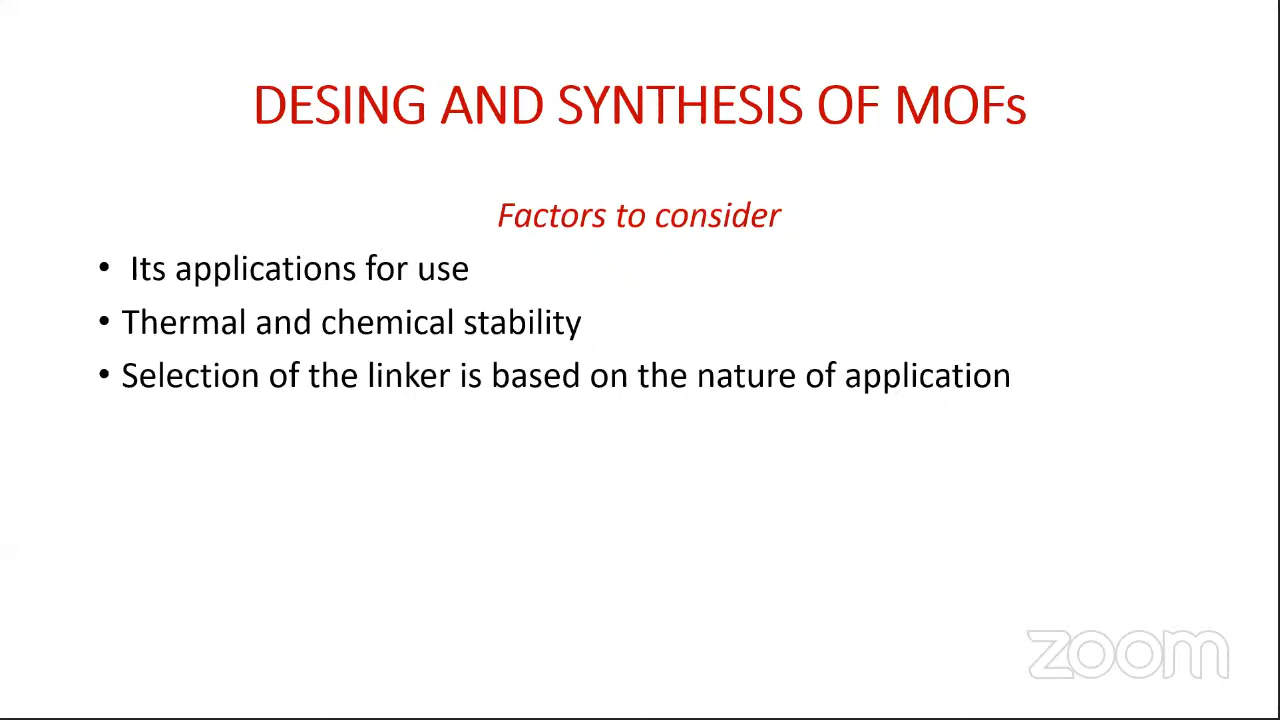 DESING AND SYNTHESIS OF MOFs
Factors to consider
• Its applications for use
• Thermal and chemical stability
• Selection of the linker is based on the nature of application
zoom